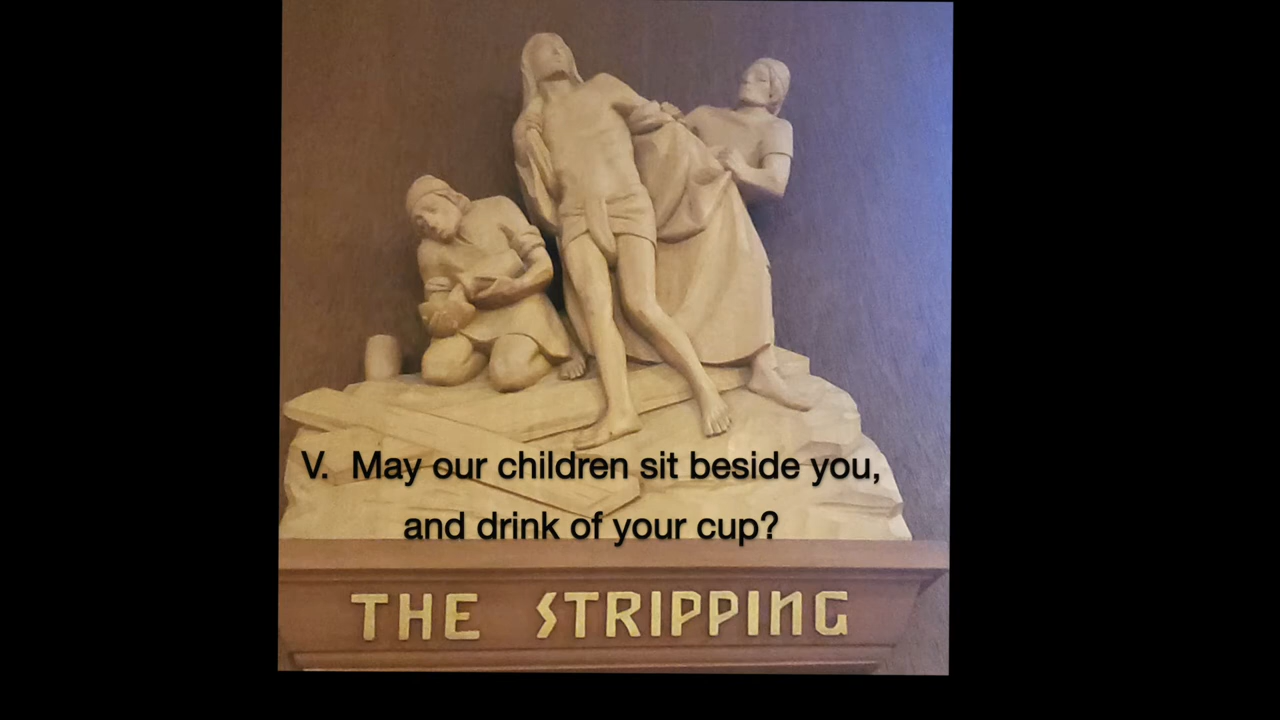 V. May our children sit beside you,
and drink of your cup?
THE STRIPPING